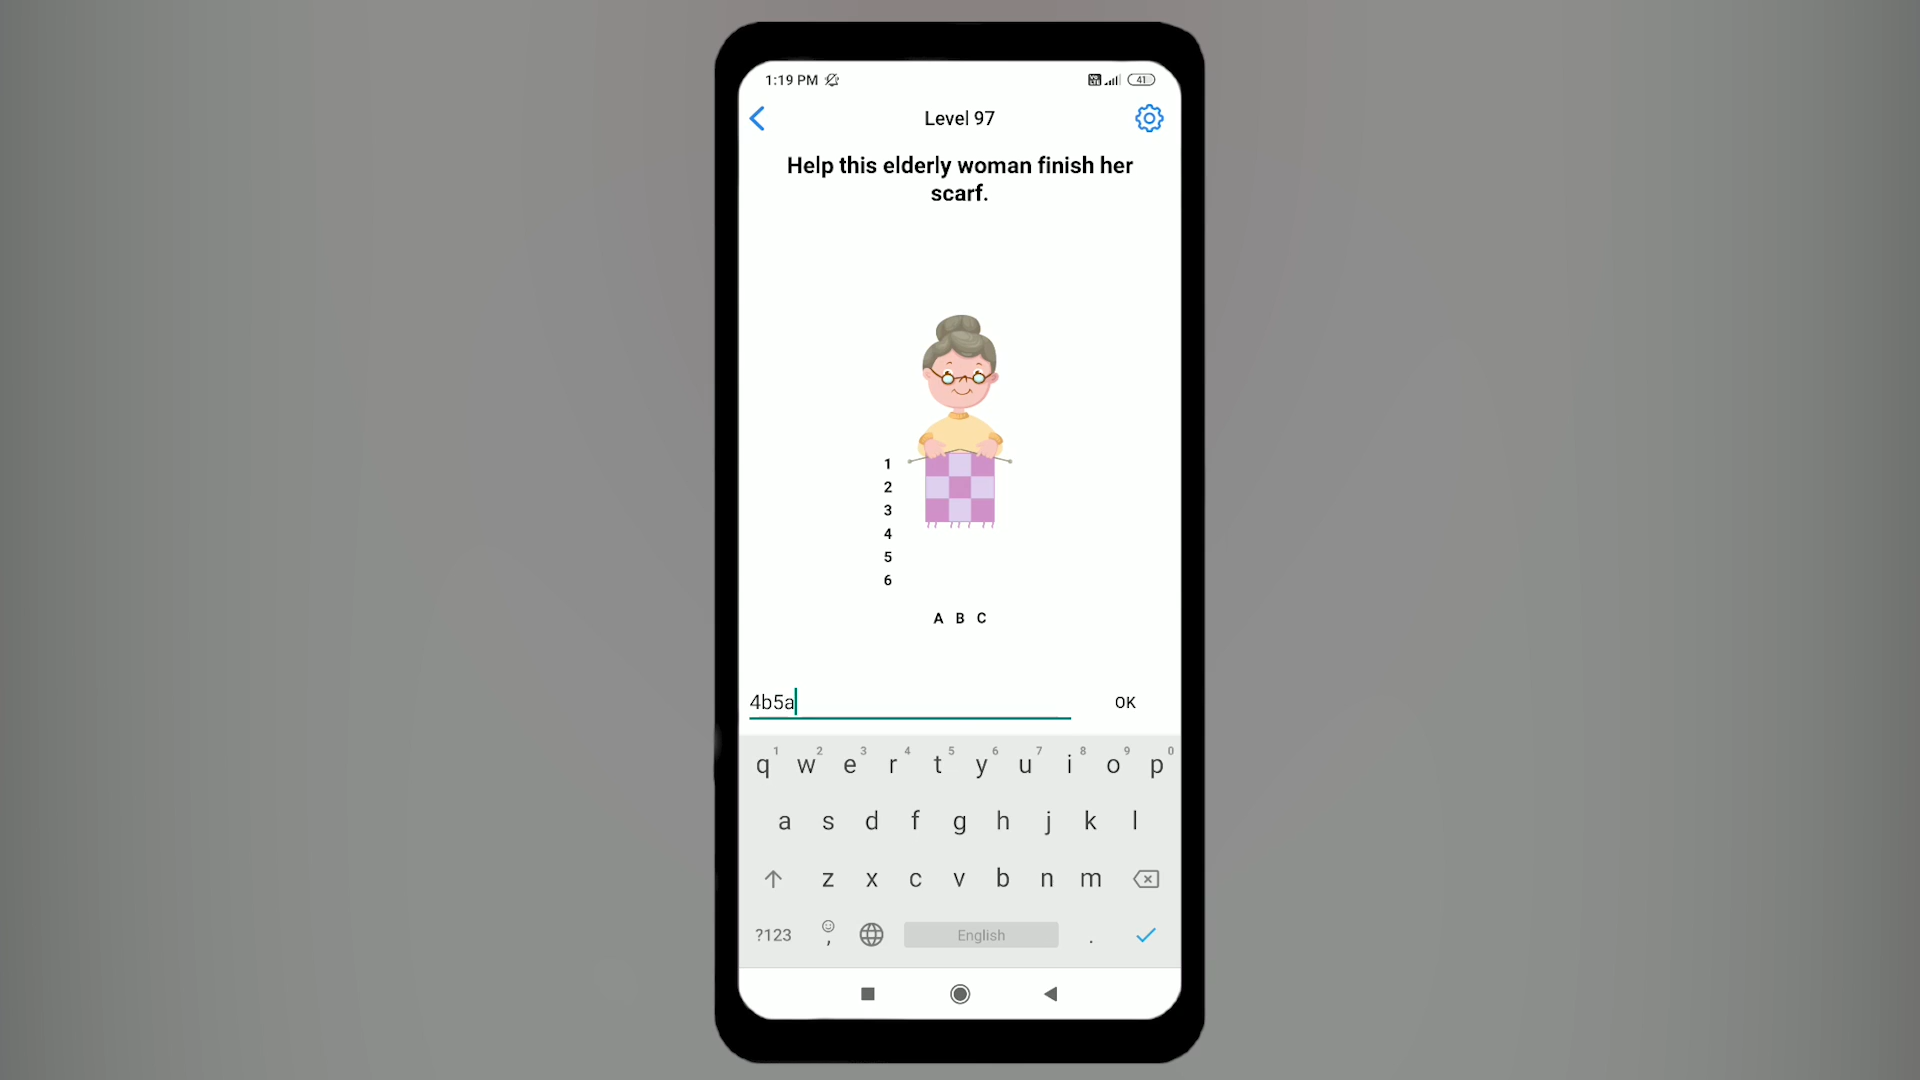 1:19 PM
41
Level 97
Help this elderly woman finish her
scarf.
1
2
3
4
5
6
A B C
4b5a
OK
1 2 3 4 5 6 7 8 9 0
q w e r t y u i o p
a s d f g h j k l
z x c v b n m
?123 , English .